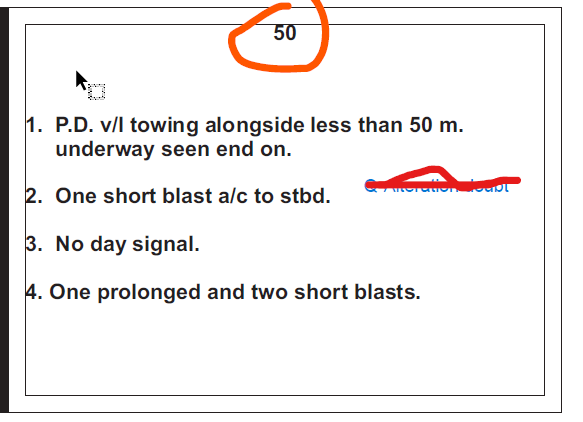 50
1. P.D. v/l towing alongside less than 50 m.
underway seen end on.
2. One short blast a/c to stbd.
3. No day signal.
4. One prolonged and two short blasts.